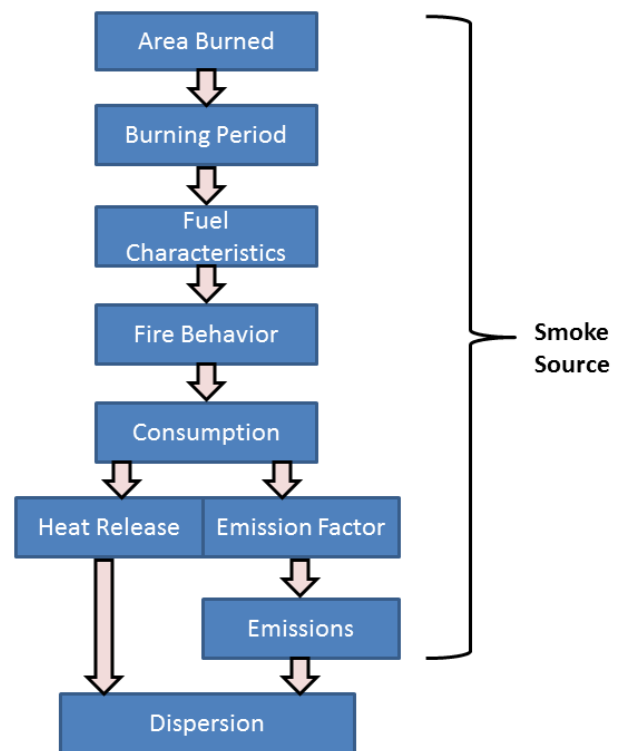 Area Burned
Burning Period
Fuel
Characteristics
Fire Behavior
Smoke
Source
Consumption
Heat Release
Emission Factor
Emissions
Dispersion